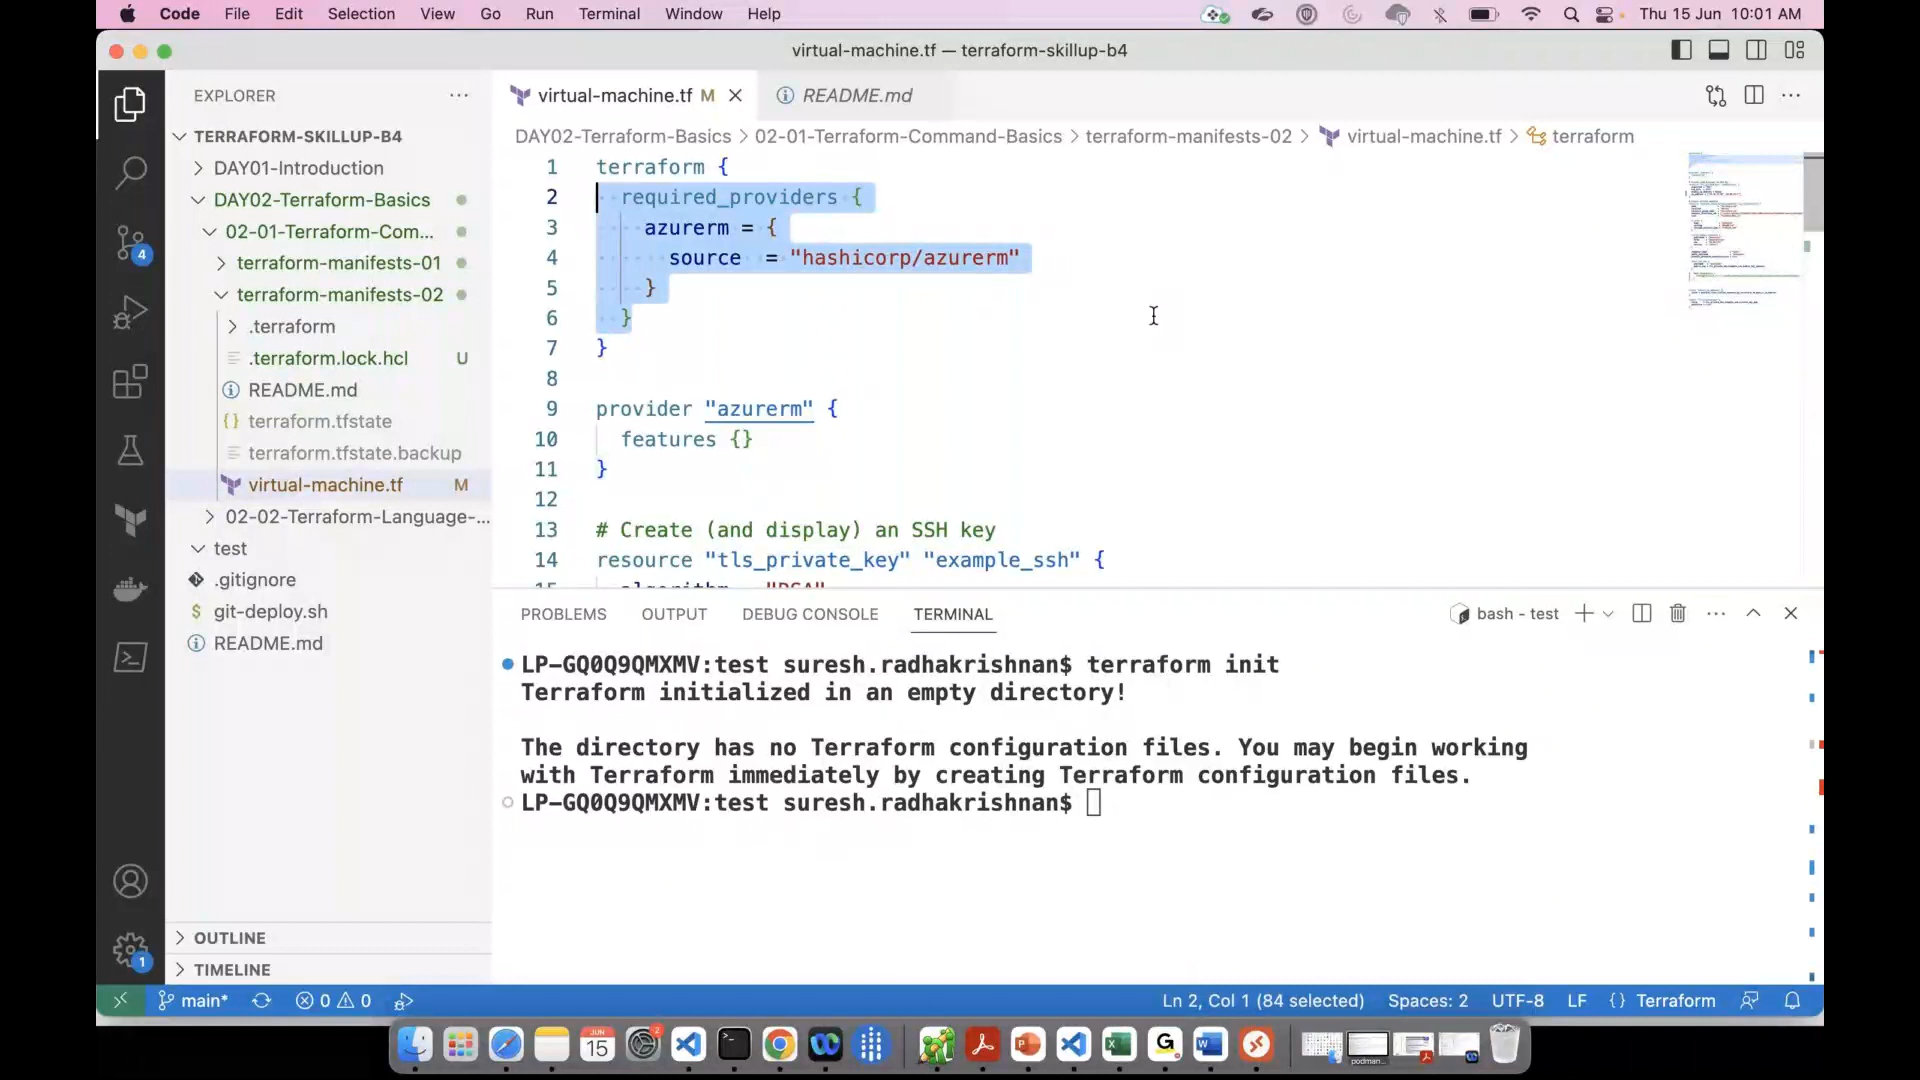 Code File Edit Selection View Go Run Terminal Window Help Thu 15 Jun 10:01 AM
virtual-machine.tf — terraform-skillup-b4
EXPLORER
virtual-machine.tf M README.md
DAY02-Terraform-Basics > 02-01-Terraform-Command-Basics > terraform-manifests-02 > virtual-machine.tf > terraform
TERRAFORM-SKILLUP-B4
DAY01-Introduction
DAY02-Terraform-Basics
02-01-Terraform-Com...
terraform-manifests-01
terraform-manifests-02
.terraform
.terraform.lock.hcl U
README.md
terraform.tfstate
terraform.tfstate.backup
virtual-machine.tf M
02-02-Terraform-Language-...
test
.gitignore
$ git-deploy.sh
README.md
OUTLINE
TIMELINE
4
1
1 terraform {
2 required_providers {
3 azurerm = {
4 source = "hashicorp/azurerm"
5 }
6 }
7 }
8
9 provider "azurerm" {
10 features {}
11 }
12
13 # Create (and display) an SSH key
14 resource "tls_private_key" "example_ssh" {
15 algorithm = "RSA"
PROBLEMS OUTPUT DEBUG CONSOLE TERMINAL bash - test
LP-GQ0Q9QMXMV:test suresh.radhakrishnan$ terraform init
Terraform initialized in an empty directory!
The directory has no Terraform configuration files. You may begin working
with Terraform immediately by creating Terraform configuration files.
LP-GQ0Q9QMXMV:test suresh.radhakrishnan$
main* 0 0 Ln 2, Col 1 (84 selected) Spaces: 2 UTF-8 LF {} Terraform
JUN
15
2
podman...